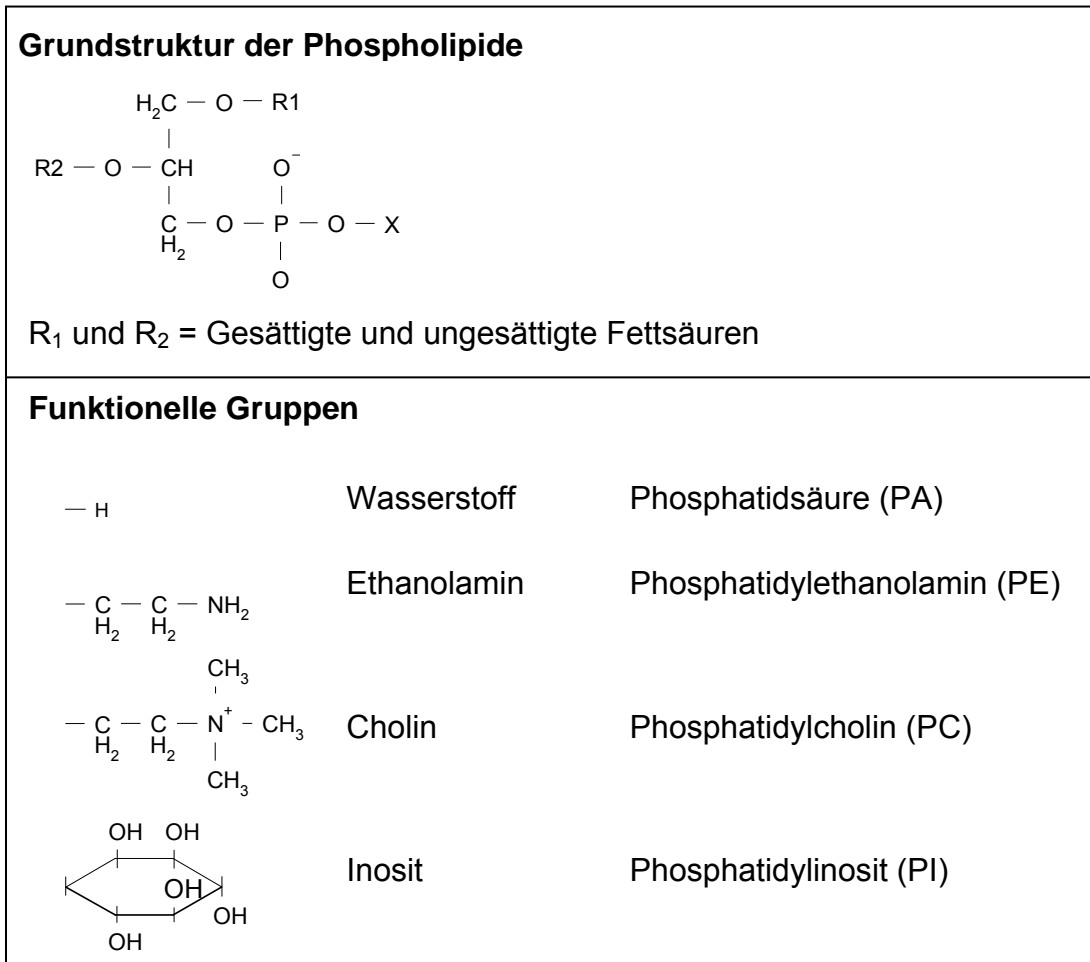 Grundstruktur der Phospholipide
H₂C — O — R1
R2 — O — CH O⁻
C — O — P — O — X
H₂
O
R₁ und R₂ = Gesättigte und ungesättigte Fettsäuren
Funktionelle Gruppen
— H Wasserstoff Phosphatidsäure (PA)
Ethanolamin Phosphatidylethanolamin (PE)
— C — C — NH₂
H₂ H₂
CH₃
— C — C — N⁺ – CH₃ Cholin Phosphatidylcholin (PC)
H₂ H₂
CH₃
OH OH
Inosit Phosphatidylinosit (PI)
OH
OH
OH